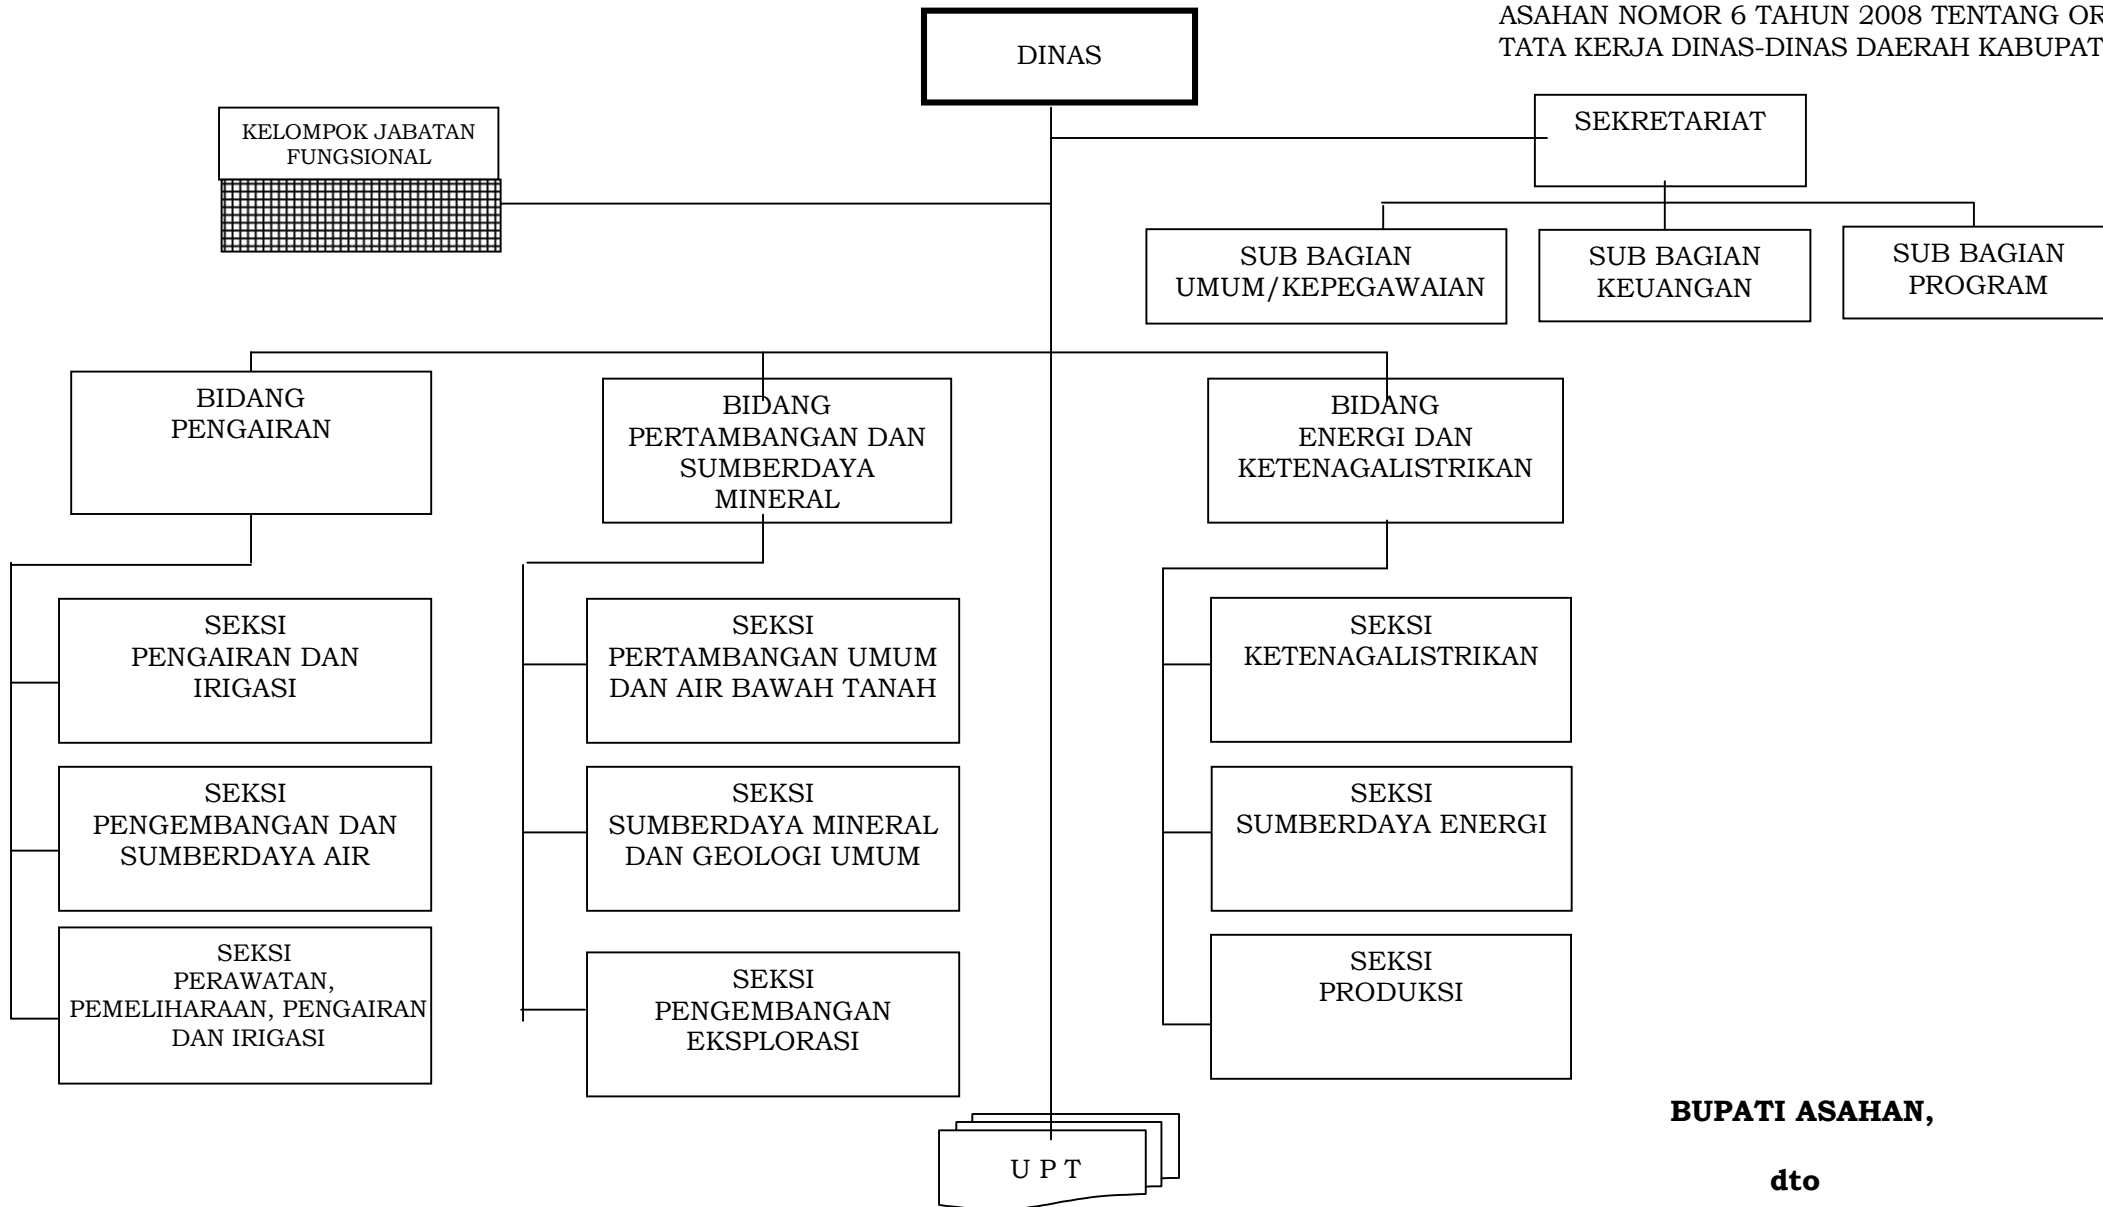 ASAHAN NOMOR 6 TAHUN 2008 TENTANG
TATA KERJA DINAS-DINAS DAERAH
DINAS
KELOMPOK JABATAN
FUNGSIONAL
SEKRETARIAT
SUB BAGIAN
UMUM/KEPEGAWAIAN
SUB BAGIAN
KEUANGAN
SUB BAGIAN
PROGRAM
BIDANG
PENGAIRAN
BIDANG
PERTAMBANGAN DAN
SUMBERDAYA
MINERAL
BIDANG
ENERGI DAN
KETENAGALISTRIKAN
SEKSI
PENGAIRAN DAN
IRIGASI
SEKSI
PERTAMBANGAN UMUM
DAN AIR BAWAH TANAH
SEKSI
KETENAGALISTRIKAN
SEKSI
PENGEMBANGAN DAN
SUMBERDAYA AIR
SEKSI
SUMBERDAYA MINERAL
DAN GEOLOGI UMUM
SEKSI
SUMBERDAYA ENERGI
SEKSI
PERAWATAN,
PEMELIHARAAN, PENGAIRAN
DAN IRIGASI
SEKSI
PENGEMBANGAN
EKSPLORASI
SEKSI
PRODUKSI
U P T
BUPATI ASAHAN,
dto